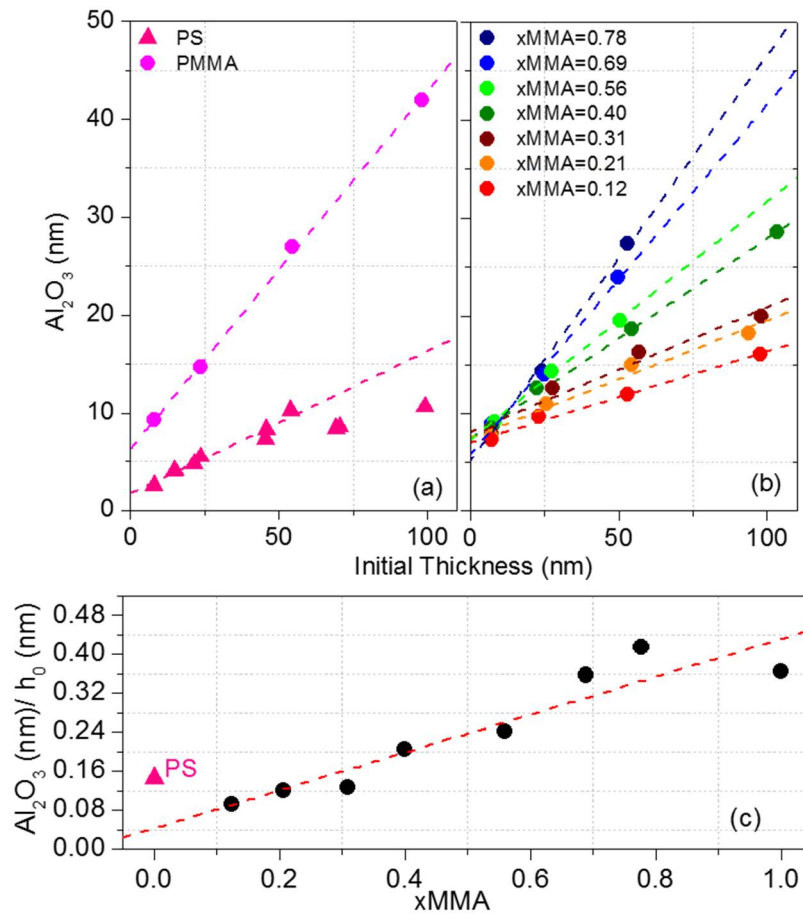 50
40
30
20
10
0
Al₂O₃ (nm)
PS
PMMA
(a)
0
50
100
xMMA=0.78
xMMA=0.69
xMMA=0.56
xMMA=0.40
xMMA=0.31
xMMA=0.21
xMMA=0.12
(b)
0
25
50
75
100
Initial Thickness (nm)
0.48
0.40
0.32
0.24
0.16
0.08
0.00
Al₂O₃ (nm)/ h₀ (nm)
PS
(c)
0.0
0.2
0.4
0.6
0.8
1.0
xMMA